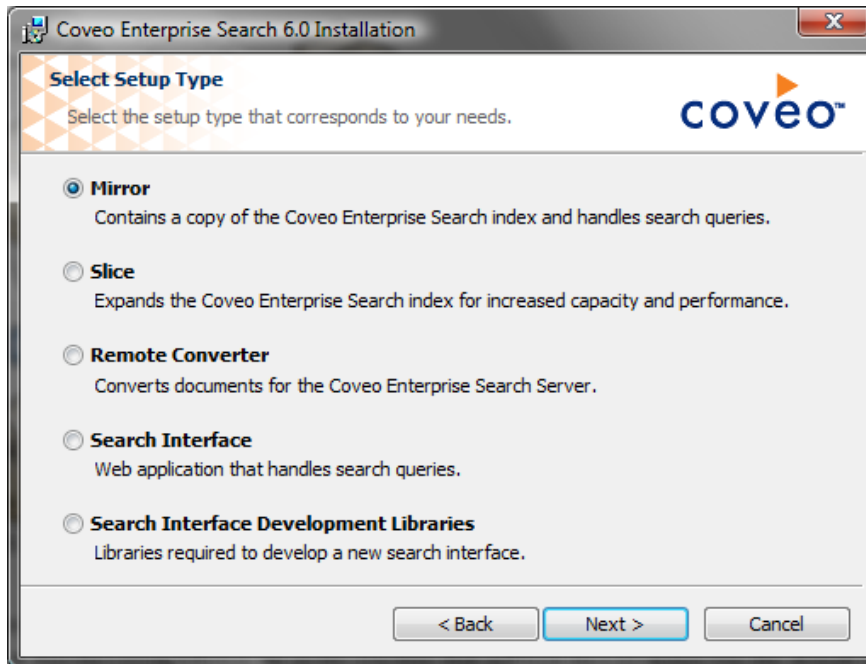 Coveo Enterprise Search 6.0 Installation
Select Setup Type
Select the setup type that corresponds to your needs.
coveo™
Mirror
Contains a copy of the Coveo Enterprise Search index and handles search queries.
Slice
Expands the Coveo Enterprise Search index for increased capacity and performance.
Remote Converter
Converts documents for the Coveo Enterprise Search Server.
Search Interface
Web application that handles search queries.
Search Interface Development Libraries
Libraries required to develop a new search interface.
< Back Next > Cancel